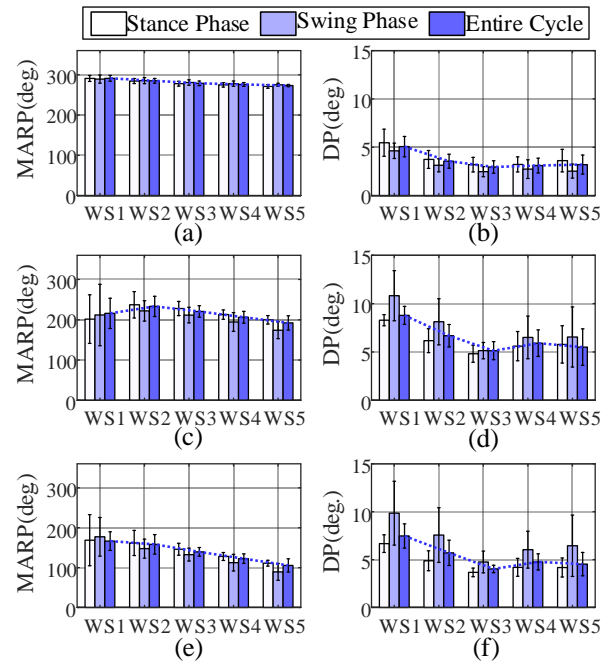 Stance Phase Swing Phase Entire Cycle
MARP(deg.)
300
200
100
0
WS1 WS2 WS3 WS4 WS5
(a)
DP(deg.)
15
10
5
0
WS1 WS2 WS3 WS4 WS5
(b)
MARP(deg)
300
200
100
0
WS1 WS2 WS3 WS4 WS5
(c)
DP(deg.)
15
10
5
0
WS1 WS2 WS3 WS4 WS5
(d)
MARP(deg)
300
200
100
0
WS1 WS2 WS3 WS4 WS5
(e)
DP(deg.)
15
10
5
0
WS1 WS2 WS3 WS4 WS5
(f)